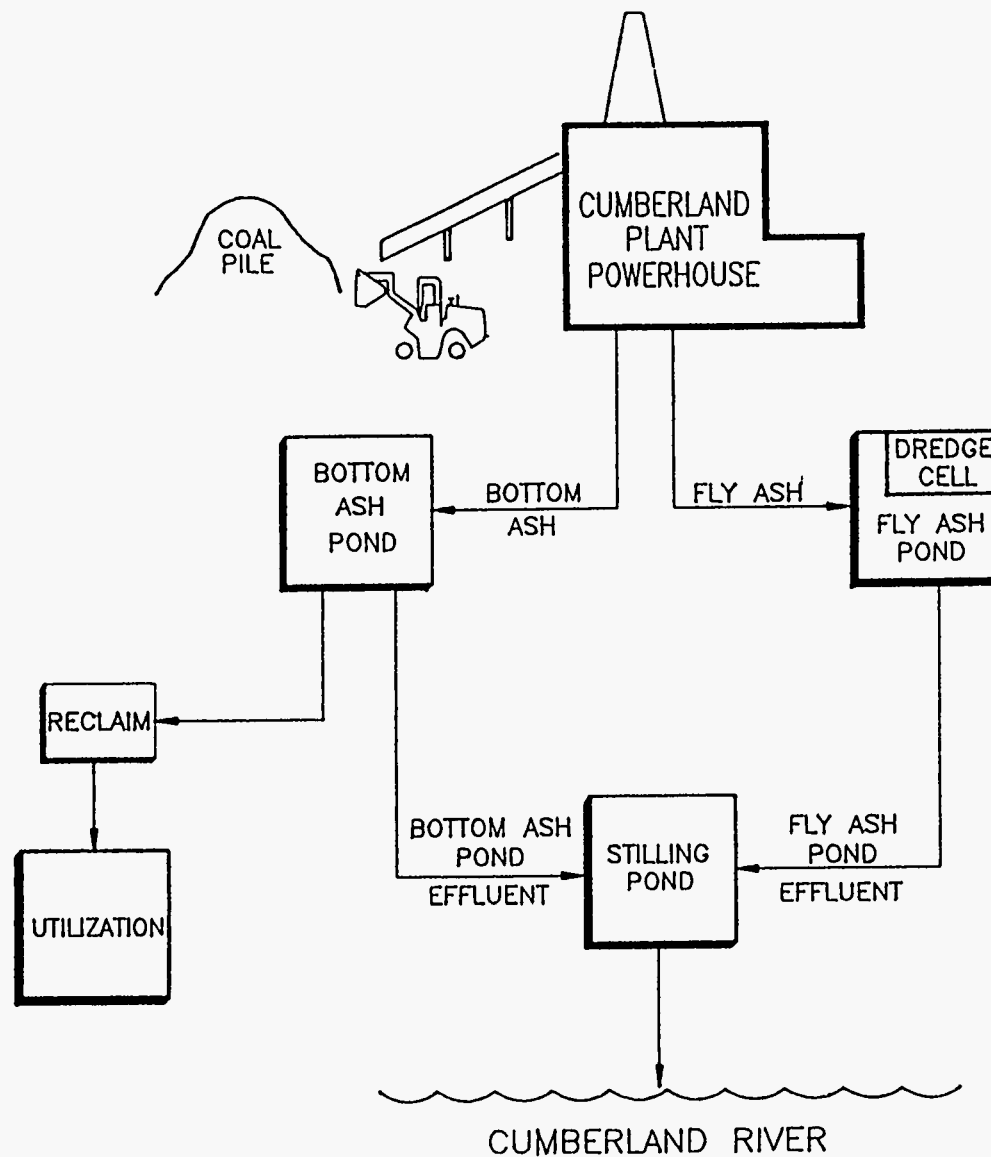 COAL
PILE
CUMBERLAND
PLANT
POWERHOUSE
BOTTOM
ASH
POND
BOTTOM
ASH
FLY ASH
DREDGE
CELL
FLY ASH
POND
RECLAIM
UTILIZATION
BOTTOM ASH
POND
EFFLUENT
STILLING
POND
FLY ASH
POND
EFFLUENT
CUMBERLAND RIVER